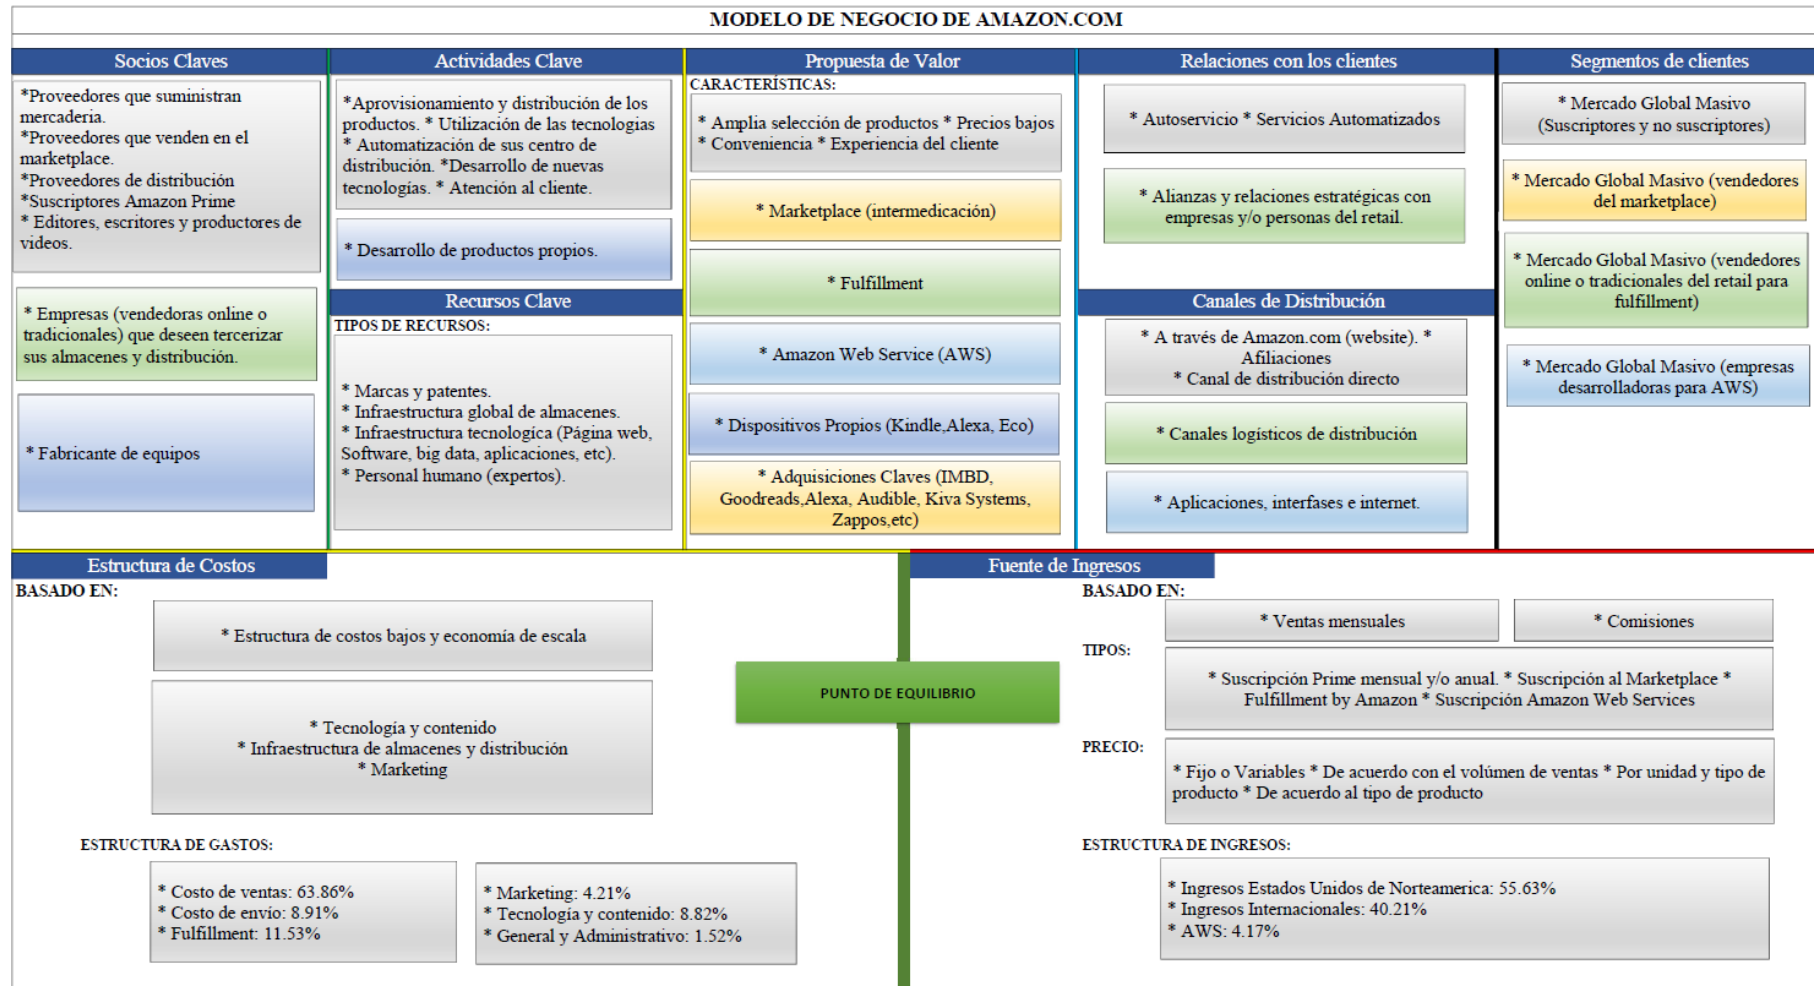 MODELO DE NEGOCIO DE AMAZON.COM
Socios Claves
*Proveedores que suministran
mercaderia.
*Proveedores que venden en el
marketplace.
*Proveedores de distribución
*Suscriptores Amazon Prime
* Editores, escritores y productores de
videos.
* Empresas (vendedoras online o
tradicionales) que deseen tercerizar
sus almacenes y distribución.
* Fabricante de equipos
Actividades Clave
*Aprovisionamiento y distribución de los
productos. * Utilización de las tecnologias
* Automatización de sus centro de
distribución. *Desarrollo de nuevas
tecnologías. * Atención al cliente.
* Desarrollo de productos propios.
Recursos Clave
TIPOS DE RECURSOS:
* Marcas y patentes.
* Infraestructura global de almacenes.
* Infraestructura tecnologíca (Página web,
Software, big data, aplicaciones, etc).
* Personal humano (expertos).
Propuesta de Valor
CARACTERÍSTICAS:
* Amplia selección de productos * Precios bajos
* Conveniencia * Experiencia del cliente
* Marketplace (intermedicación)
* Fulfillment
* Amazon Web Service (AWS)
* Dispositivos Propios (Kindle,Alexa, Eco)
* Adquisiciones Claves (IMBD,
Goodreads,Alexa, Audible, Kiva Systems,
Zappos,etc)
Relaciones con los clientes
* Autoservicio * Servicios Automatizados
* Alianzas y relaciones estratégicas con
empresas y/o personas del retail.
Canales de Distribución
* A través de Amazon.com (website). *
Afiliaciones
* Canal de distribución directo
* Canales logísticos de distribución
* Aplicaciones, interfases e internet.
Segmentos de clientes
* Mercado Global Masivo
(Suscriptores y no suscriptores)
* Mercado Global Masivo (vendedores
del marketplace)
* Mercado Global Masivo (vendedores
online o tradicionales del retail para
fulfillment)
* Mercado Global Masivo (empresas
desarrolladoras para AWS)
Estructura de Costos
BASADO EN:
* Estructura de costos bajos y economía de escala
* Tecnología y contenido
* Infraestructura de almacenes y distribución
* Marketing
ESTRUCTURA DE GASTOS:
* Costo de ventas: 63.86%
* Costo de envío: 8.91%
* Fulfillment: 11.53%
* Marketing: 4.21%
* Tecnología y contenido: 8.82%
* General y Administrativo: 1.52%
PUNTO DE EQUILIBRIO
Fuente de Ingresos
BASADO EN:
* Ventas mensuales
* Comisiones
TIPOS:
* Suscripción Prime mensual y/o anual. * Suscripción al Marketplace *
Fulfillment by Amazon * Suscripción Amazon Web Services
PRECIO:
* Fijo o Variables * De acuerdo con el volúmen de ventas * Por unidad y tipo de
producto * De acuerdo al tipo de producto
ESTRUCTURA DE INGRESOS:
* Ingresos Estados Unidos de Norteamerica: 55.63%
* Ingresos Internacionales: 40.21%
* AWS: 4.17%